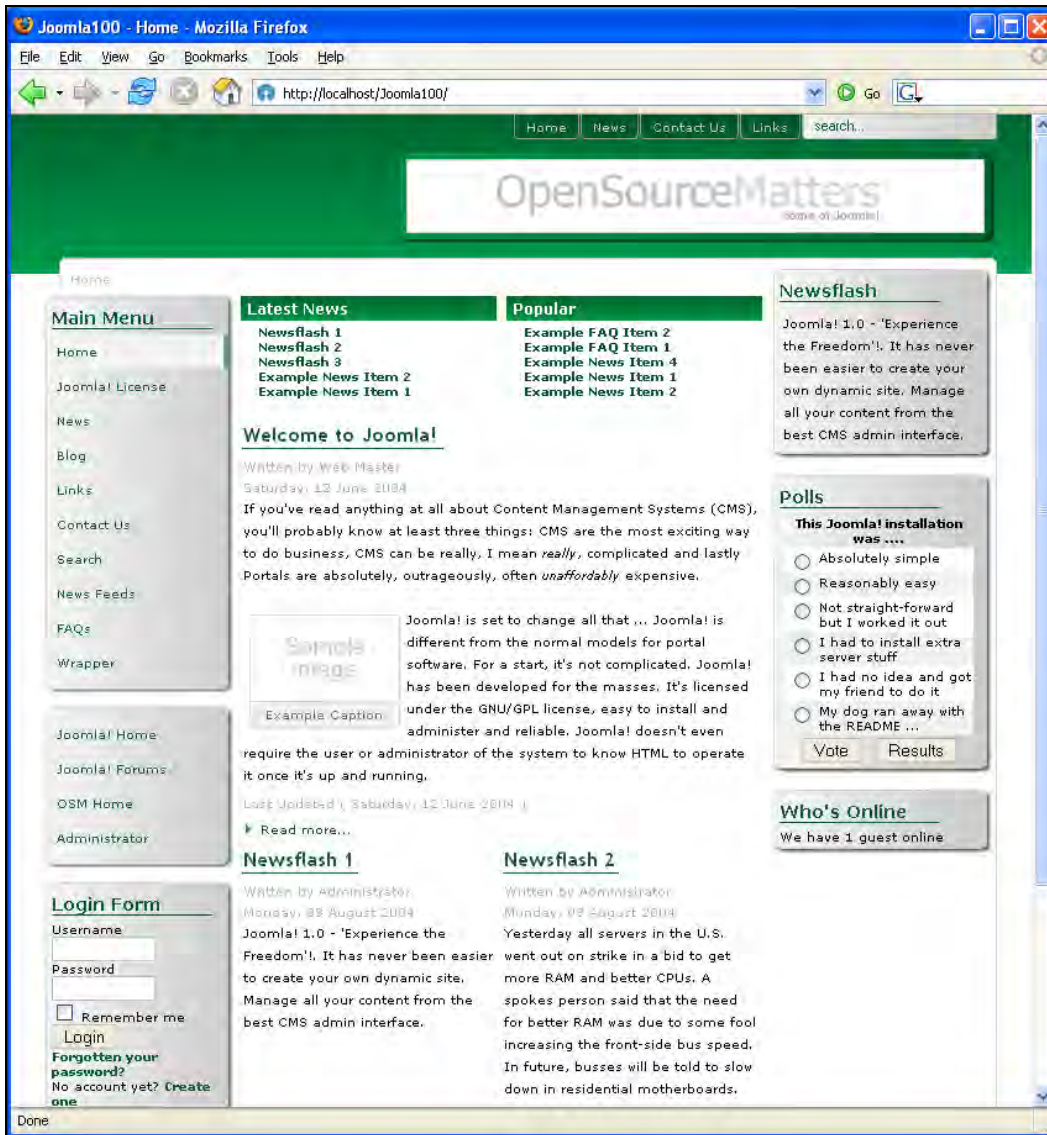 Joomla100 - Home - Mozilla Firefox
File Edit View Go Bookmarks Tools Help
http://localhost/Joomla100/
Go
G
Home News Contact Us Links search...
OpenSourceMatters
home of Joomla!
Home
Main Menu
Home
Joomla! License
News
Blog
Links
Contact Us
Search
News Feeds
FAQs
Wrapper
Joomla! Home
Joomla! Forums
OSM Home
Administrator
Login Form
Username
Password
Remember me
Login
Forgotten your
password?
No account yet? Create
one
Latest News
Newsflash 1
Newsflash 2
Newsflash 3
Example News Item 2
Example News Item 1
Popular
Example FAQ Item 2
Example FAQ Item 1
Example News Item 4
Example News Item 1
Example News Item 2
Welcome to Joomla!
Written by Web Master
Saturday, 12 June 2004
If you've read anything at all about Content Management Systems (CMS),
you'll probably know at least three things: CMS are the most exciting way
to do business, CMS can be really, I mean really, complicated and lastly
Portals are absolutely, outrageously, often unaffordably expensive.
Sample
Image
Example Caption
Joomla! is set to change all that ... Joomla! is
different from the normal models for portal
software. For a start, it's not complicated. Joomla!
has been developed for the masses. It's licensed
under the GNU/GPL license, easy to install and
administer and reliable. Joomla! doesn't even
require the user or administrator of the system to know HTML to operate
it once it's up and running.
Last Updated ( Saturday, 12 June 2004 )
Read more...
Newsflash 1
Written by Administrator
Monday, 09 August 2004
Joomla! 1.0 - 'Experience the
Freedom'!. It has never been easier
to create your own dynamic site.
Manage all your content from the
best CMS admin interface.
Newsflash 2
Written by Administrator
Monday, 09 August 2004
Yesterday all servers in the U.S.
went out on strike in a bid to get
more RAM and better CPUs. A
spokes person said that the need
for better RAM was due to some fool
increasing the front-side bus speed.
In future, busses will be told to slow
down in residential motherboards.
Newsflash
Joomla! 1.0 - 'Experience
the Freedom'!. It has never
been easier to create your
own dynamic site. Manage
all your content from the
best CMS admin interface.
Polls
This Joomla! installation
was ....
Absolutely simple
Reasonably easy
Not straight-forward
but I worked it out
I had to install extra
server stuff
I had no idea and got
my friend to do it
My dog ran away with
the README ...
Vote Results
Who's Online
We have 1 guest online
Done